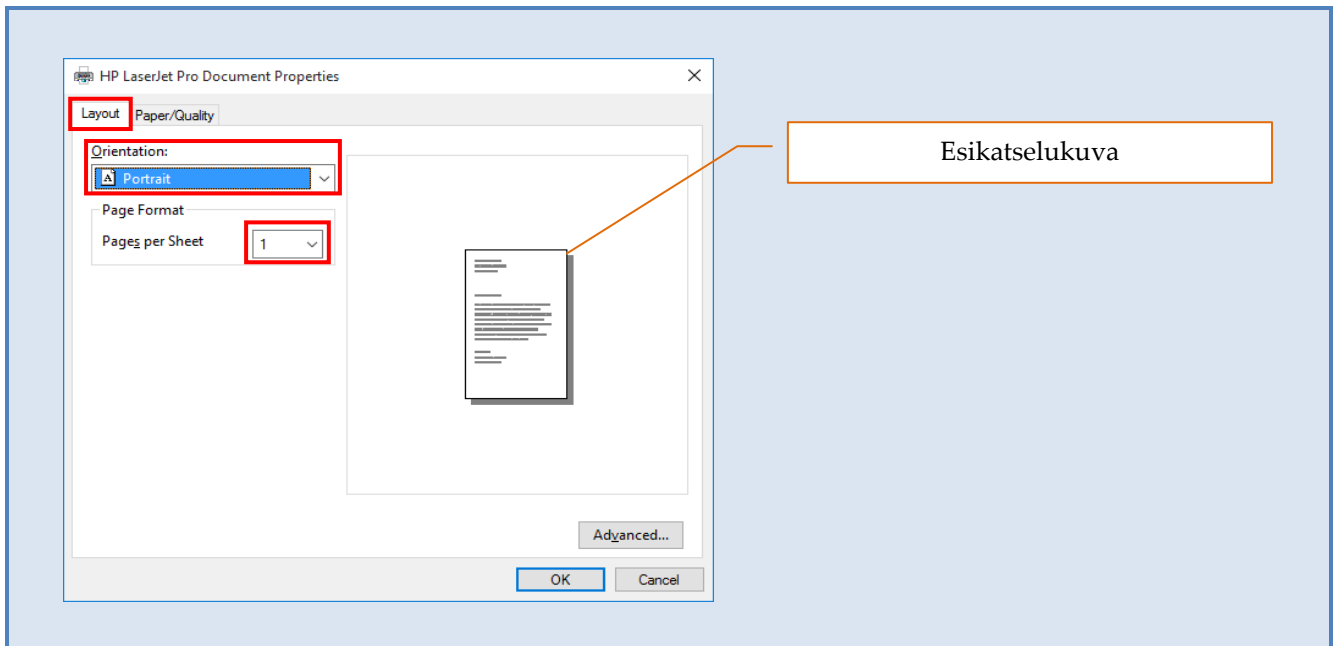 HP LaserJet Pro Document Properties
Layout
Paper/Quality
Esikatselukuva
Orientation:
Portrait
Page Format
Pages per Sheet
1
Advanced...
OK
Cancel